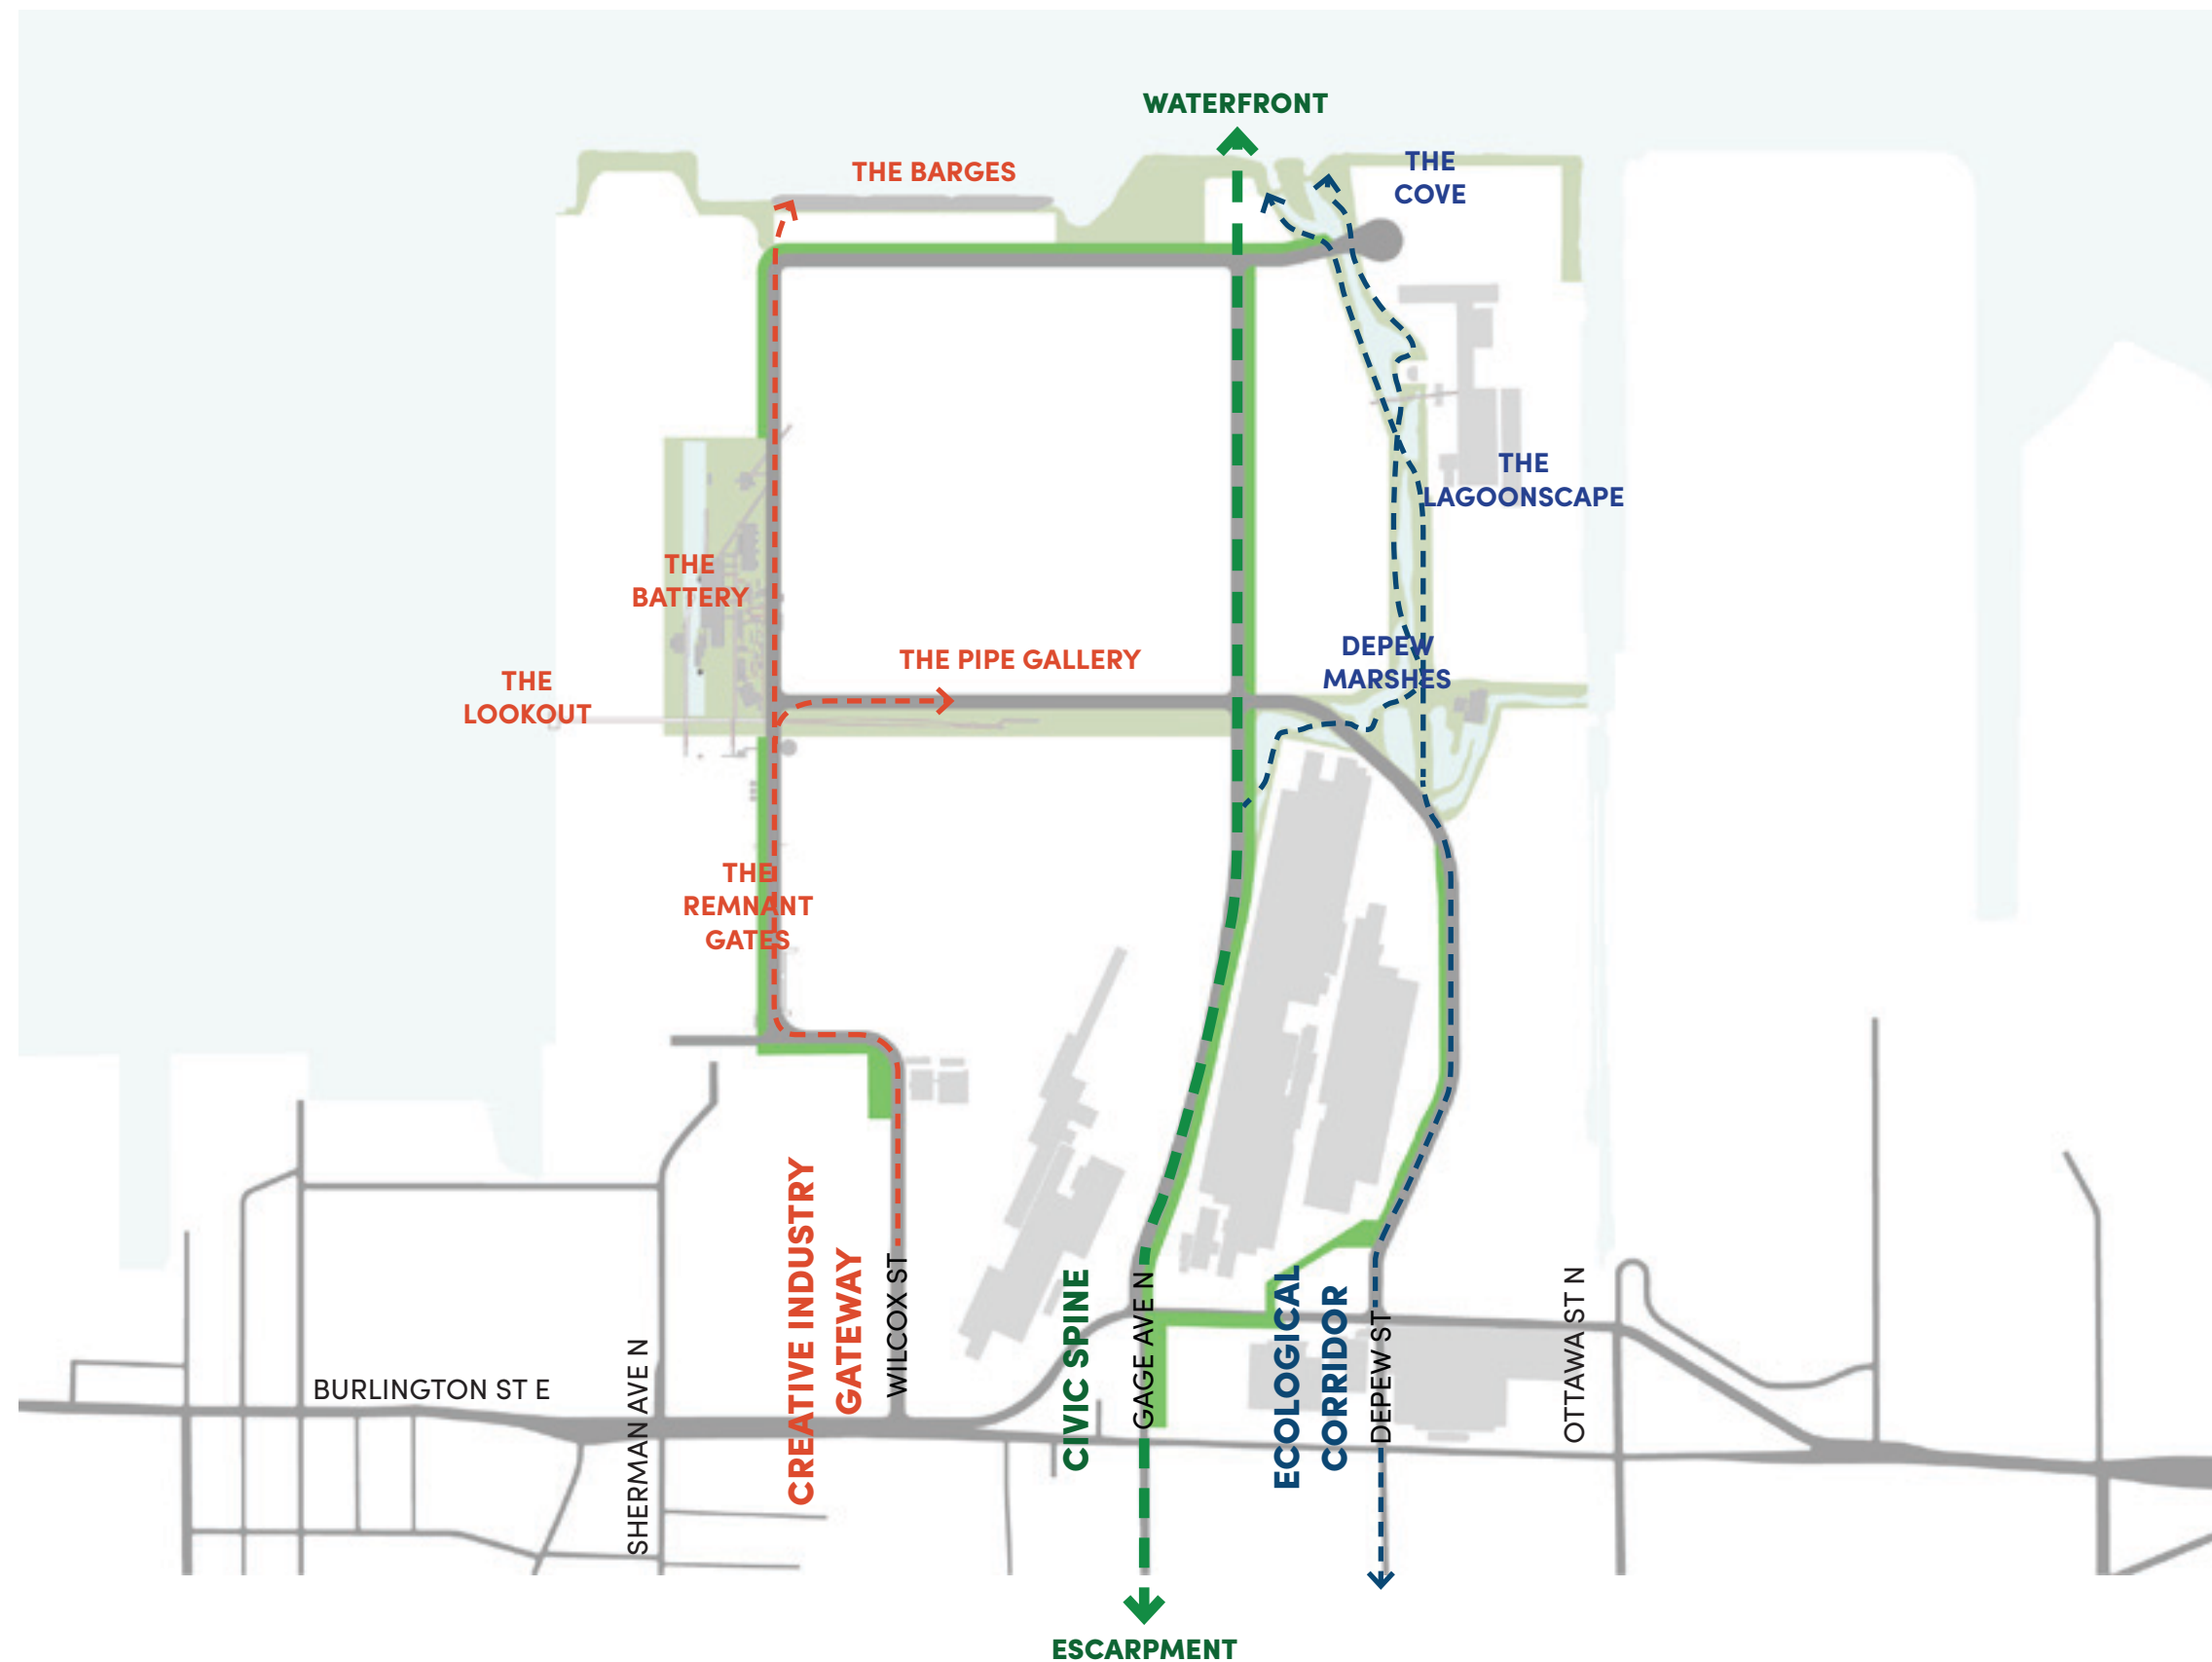 WATERFRONT
THE BARGES
THE
COVE
THE
LAGOONSCAPE
THE
BATTERY
DEPEW
MARSHES
THE PIPE GALLERY
THE
LOOKOUT
THE
REMNANT
GATES
CREATIVE INDUSTRY
GATEWAY
WILCOX ST
CIVIC SPINE
GAGE AVE N
ECOLOGICAL
CORRIDOR
DEPEW ST
OTTAWA ST N
BURLINGTON ST E
SHERMAN AVE N
ESCARPMENT